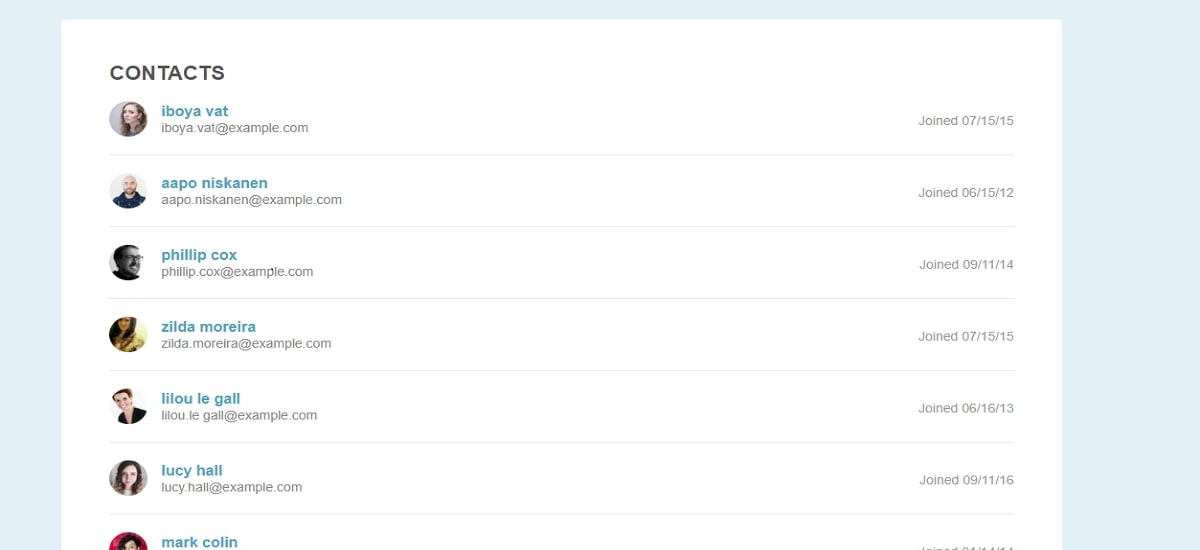 CONTACTS
iboya vat
iboya.vat@example.com
Joined 07/15/15
aapo niskanen
aapo.niskanen@example.com
Joined 06/15/12
phillip cox
phillip.cox@example.com
Joined 09/11/14
zilda moreira
zilda.moreira@example.com
Joined 07/15/15
lilou le gall
lilou.le gall@example.com
Joined 06/16/13
lucy hall
lucy.hall@example.com
Joined 09/11/16
mark colin